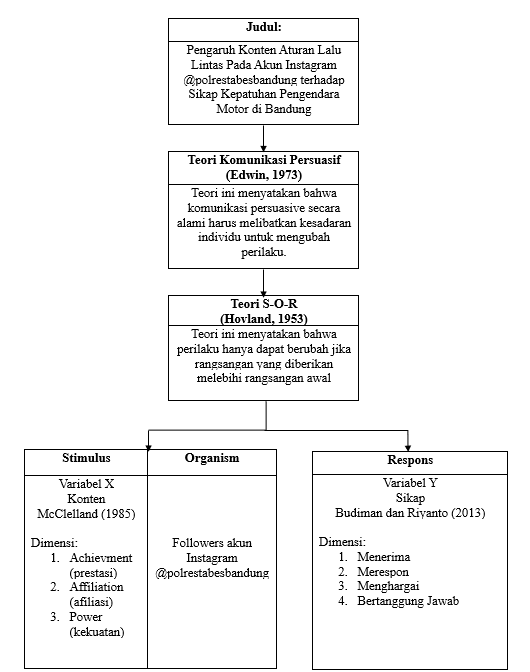 Judul:
Pengaruh Konten Aturan Lalu
Lintas Pada Akun Instagram
@polrestabesbandung terhadap
Sikap Kepatuhan Pengendara
Motor di Bandung
Teori Komunikasi Persuasif
(Edwin, 1973)
Teori ini menyatakan bahwa
komunikasi persuasive secara
alami harus melibatkan kesadaran
individu untuk mengubah
perilaku.
Teori S-O-R
(Hovland, 1953)
Teori ini menyatakan bahwa
perilaku hanya dapat berubah jika
rangsangan yang diberikan
melebihi rangsangan awal
Stimulus
Variabel X
Konten
McClelland (1985)
Dimensi:
1. Achievment
(prestasi)
2. Affiliation
(afiliasi)
3. Power
(kekuatan)
Organism
Followers akun
Instagram
@polrestabesbandung
Respons
Variabel Y
Sikap
Budiman dan Riyanto (2013)
Dimensi:
1. Menerima
2. Merespon
3. Menghargai
4. Bertanggung Jawab